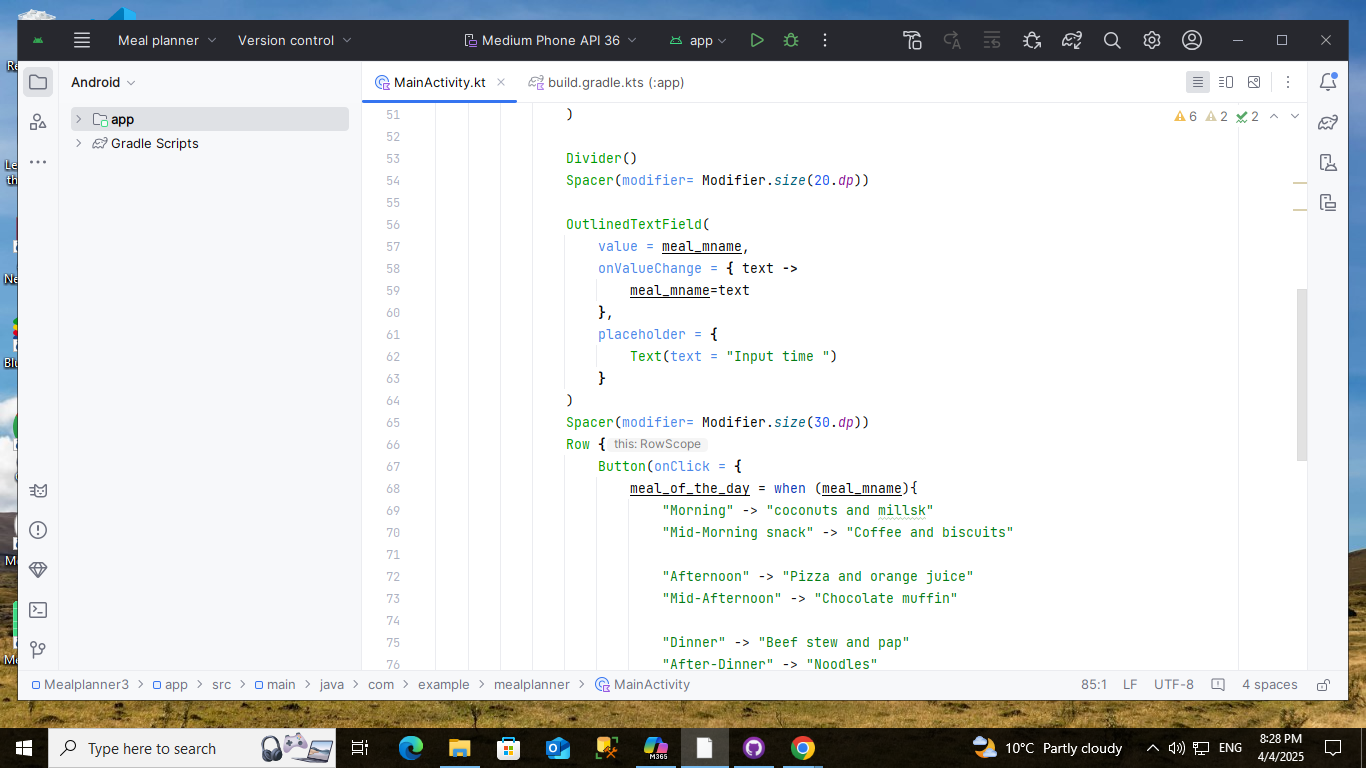 Meal planner
Version control
Medium Phone API 36
app
Android
MainActivity.kt
build.gradle.kts (:app)
app
Gradle Scripts
6 2 2
51 )
52
53 Divider()
54 Spacer(modifier= Modifier.size(20.dp))
55
56 OutlinedTextField(
57 value = meal_mname,
58 onValueChange = { text ->
59 meal_mname=text
60 },
61 placeholder = {
62 Text(text = "Input time ")
63 }
64 )
65 Spacer(modifier= Modifier.size(30.dp))
66 Row { this: RowScope
67 Button(onClick = {
68 meal_of_the_day = when (meal_mname){
69 "Morning" -> "coconuts and millsk"
70 "Mid-Morning snack" -> "Coffee and biscuits"
71
72 "Afternoon" -> "Pizza and orange juice"
73 "Mid-Afternoon" -> "Chocolate muffin"
74
75 "Dinner" -> "Beef stew and pap"
76 "After-Dinner" -> "Noodles"
Mealplanner3 > app > src > main > java > com > example > mealplanner > MainActivity
85:1 LF UTF-8 4 spaces
Type here to search
M365
10°C Partly cloudy
ENG
8:28 PM
4/4/2025